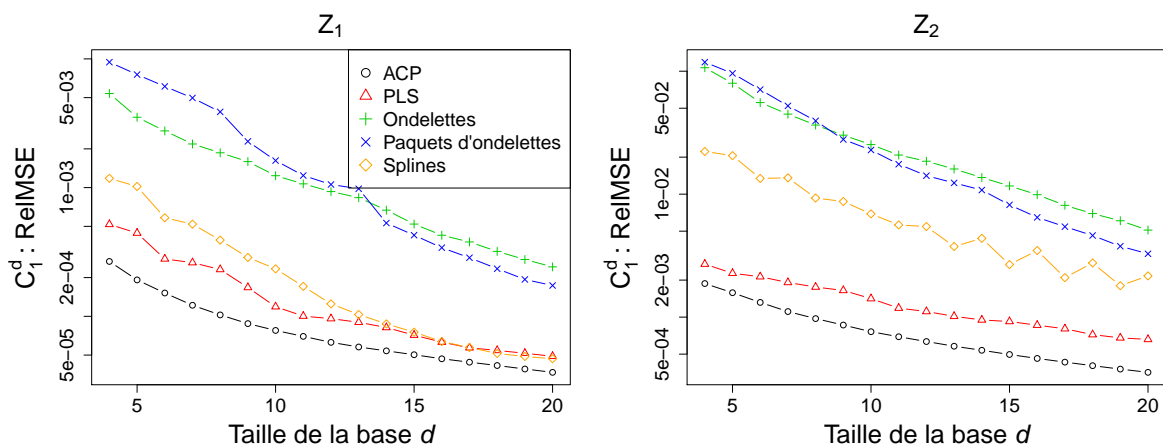 Z1
C1d : RelMSE
5e-03
1e-03
2e-04
5e-05
ACP
PLS
Ondelettes
Paquets d'ondelettes
Splines
5 10 15 20
Taille de la base d
Z2
C1d : RelMSE
5e-02
1e-02
2e-03
5e-04
5 10 15 20
Taille de la base d